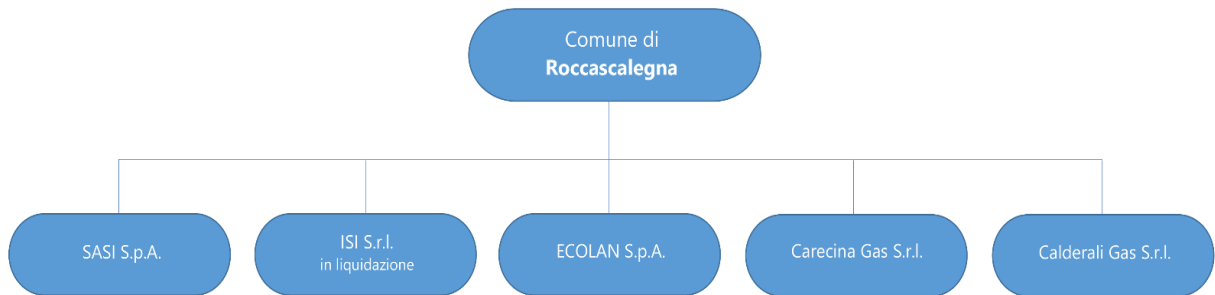 Comune di
Roccascalegna
SASI S.p.A.
ISI S.r.l.
in liquidazione
ECOLAN S.p.A.
Carecina Gas S.r.l.
Calderali Gas S.r.l.